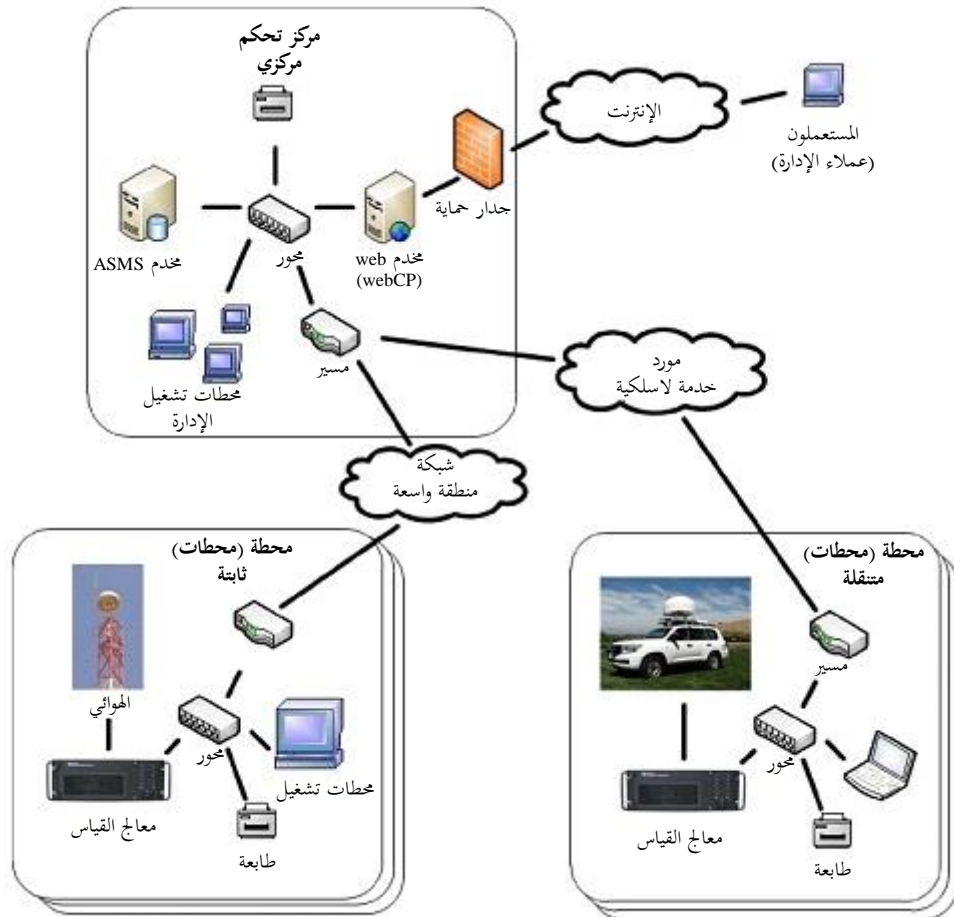 مركز تحكم
مركزي
الإنترنت
المستعملون
(عملاء الإدارة)
جدار حماية
مخدم ASMS
محور
مخدم web
(webCP)
محطات تشغيل
الإدارة
مسير
مورد
خدمة لاسلكية
شبكة
منطقة واسعة
محطة (محطات)
ثابتة
الهوائي
محور
معالج القياس
محطات تشغيل
طابعة
محطة (محطات)
متنقلة
مسير
محور
معالج القياس
طابعة